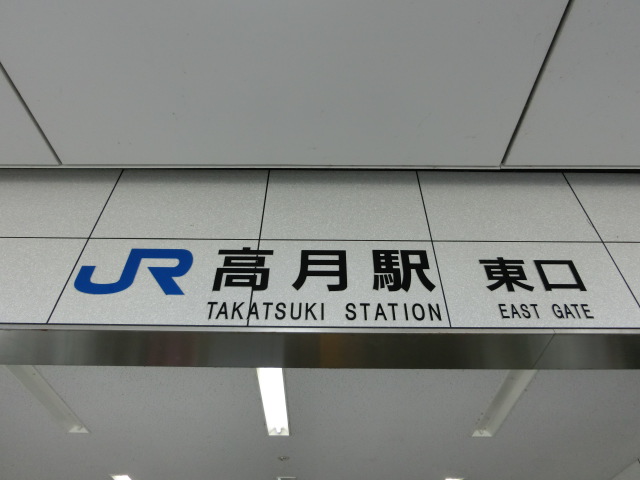 JR 高月駅 東口
TAKATSUKI STATION EAST GATE